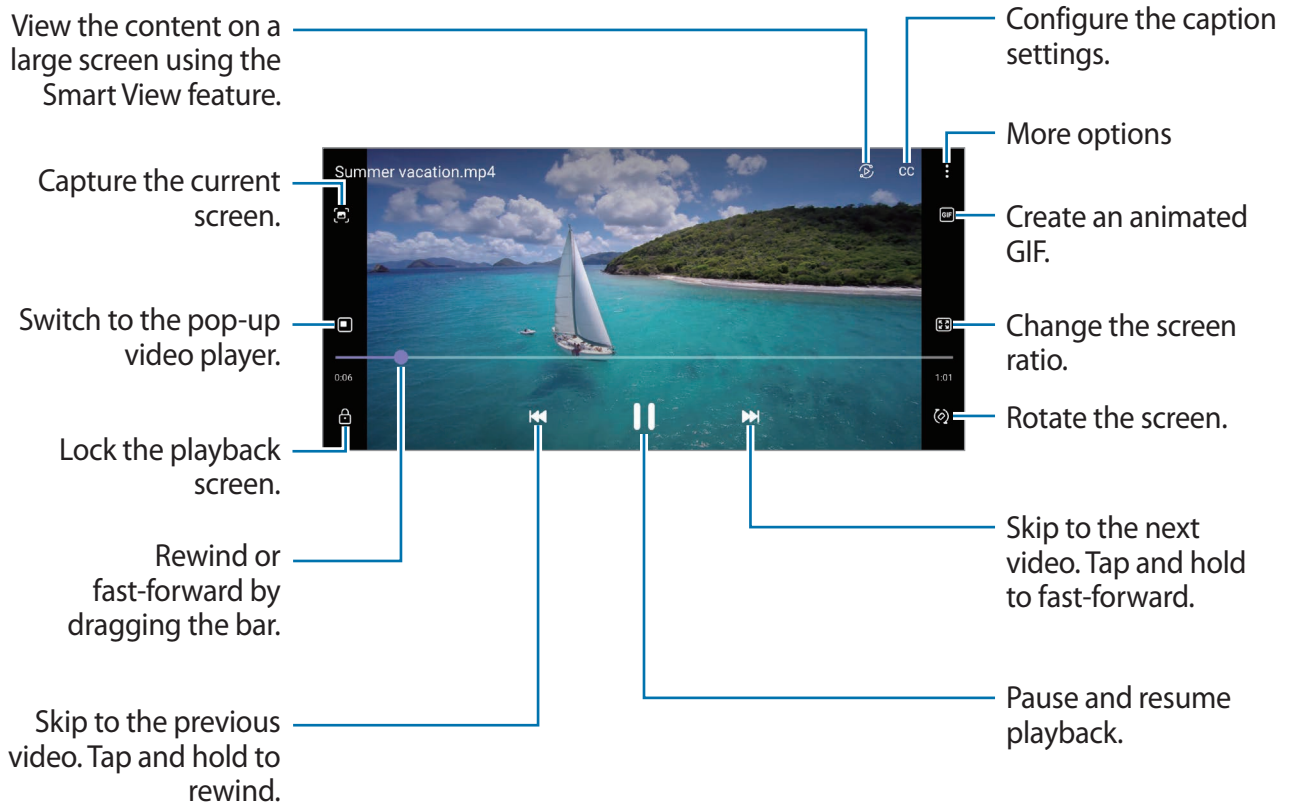 View the content on a
large screen using the
Smart View feature.
Capture the current
screen.
Switch to the pop-up
video player.
Lock the playback
screen.
Rewind or
fast-forward by
dragging the bar.
Skip to the previous
video. Tap and hold to
rewind.
Summer vacation.mp4
CC
GIF
0:06
1:01
Configure the caption
settings.
More options
Create an animated
GIF.
Change the screen
ratio.
Rotate the screen.
Skip to the next
video. Tap and hold
to fast-forward.
Pause and resume
playback.